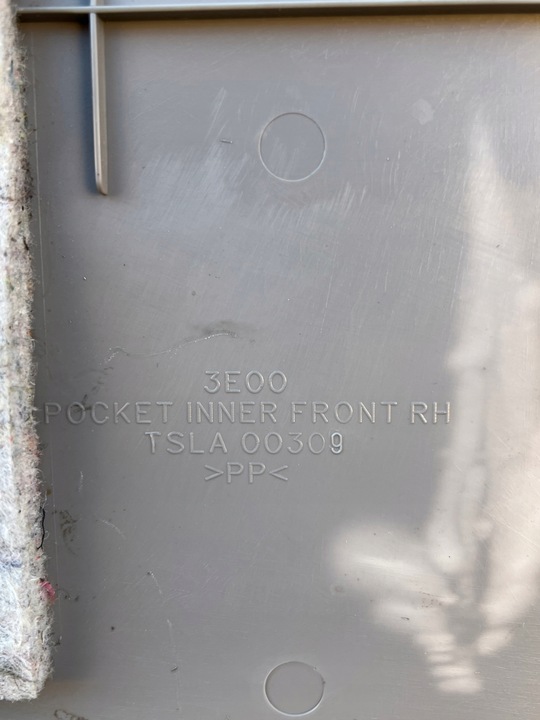 3E00
POCKET INNER FRONT RH
TSLA 00309
>PP<